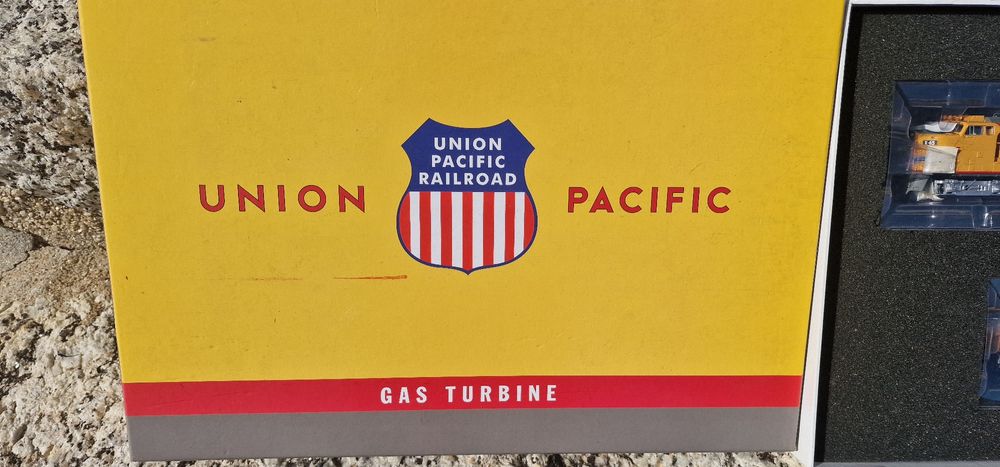 UNION
PACIFIC
RAILROAD
UNION PACIFIC
GAS TURBINE